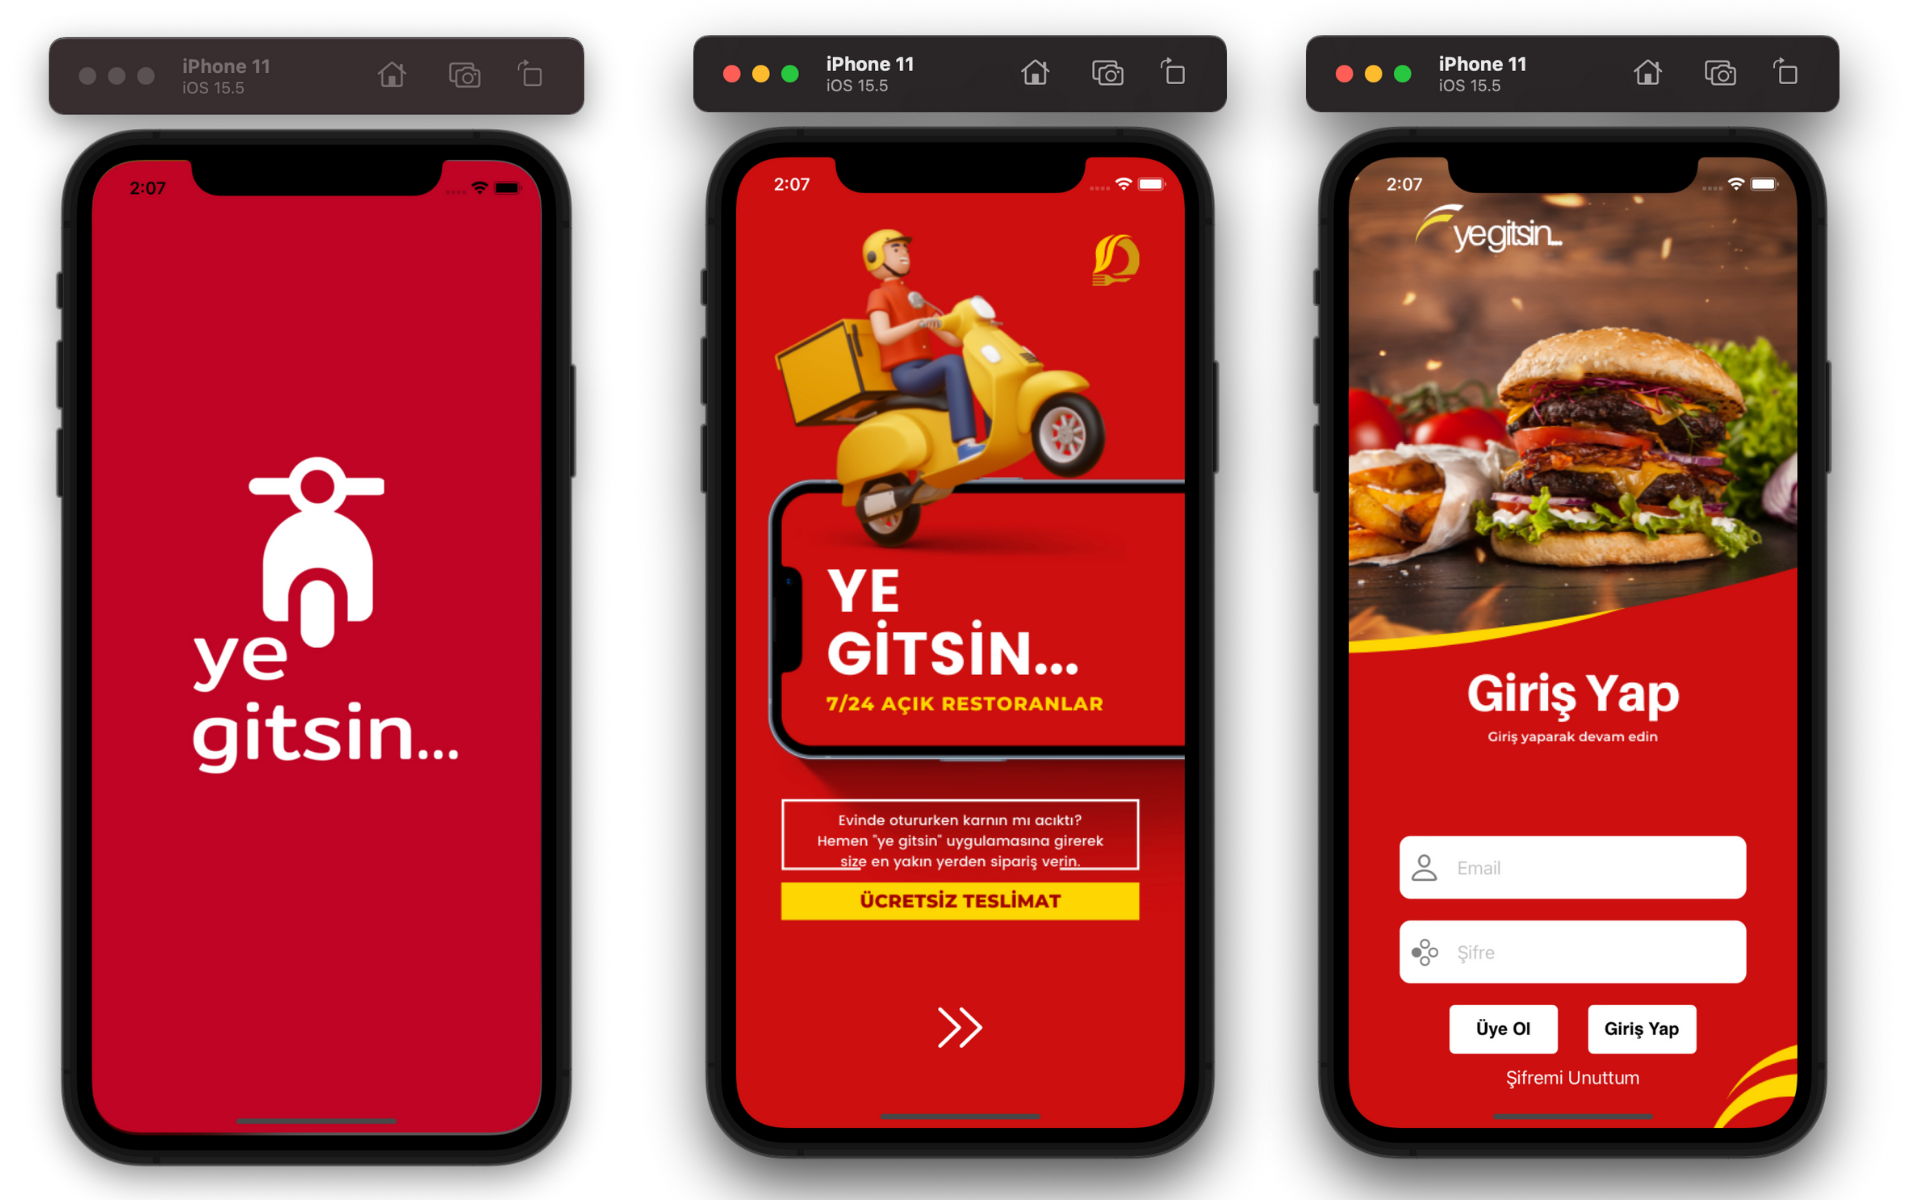 iPhone 11
iOS 15.5
2:07
ye
gitsin...
iPhone 11
iOS 15.5
2:07
YE
GİTSİN...
7/24 AÇIK RESTORANLAR
Evinde otururken karnın mı acıktı?
Hemen "ye gitsin" uygulamasına girerek
size en yakın yerden sipariş verin.
ÜCRETSİZ TESLİMAT
iPhone 11
iOS 15.5
2:07
yegitsin...
Giriş Yap
Giriş yaparak devam edin
Email
Şifre
Üye Ol
Giriş Yap
Şifremi Unuttum